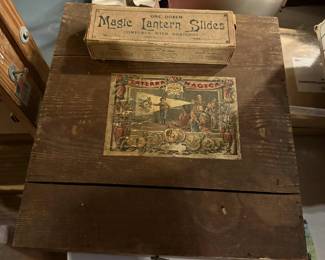 ONE DOZEN
Magic Lantern Slides
LATERNA MAGICA